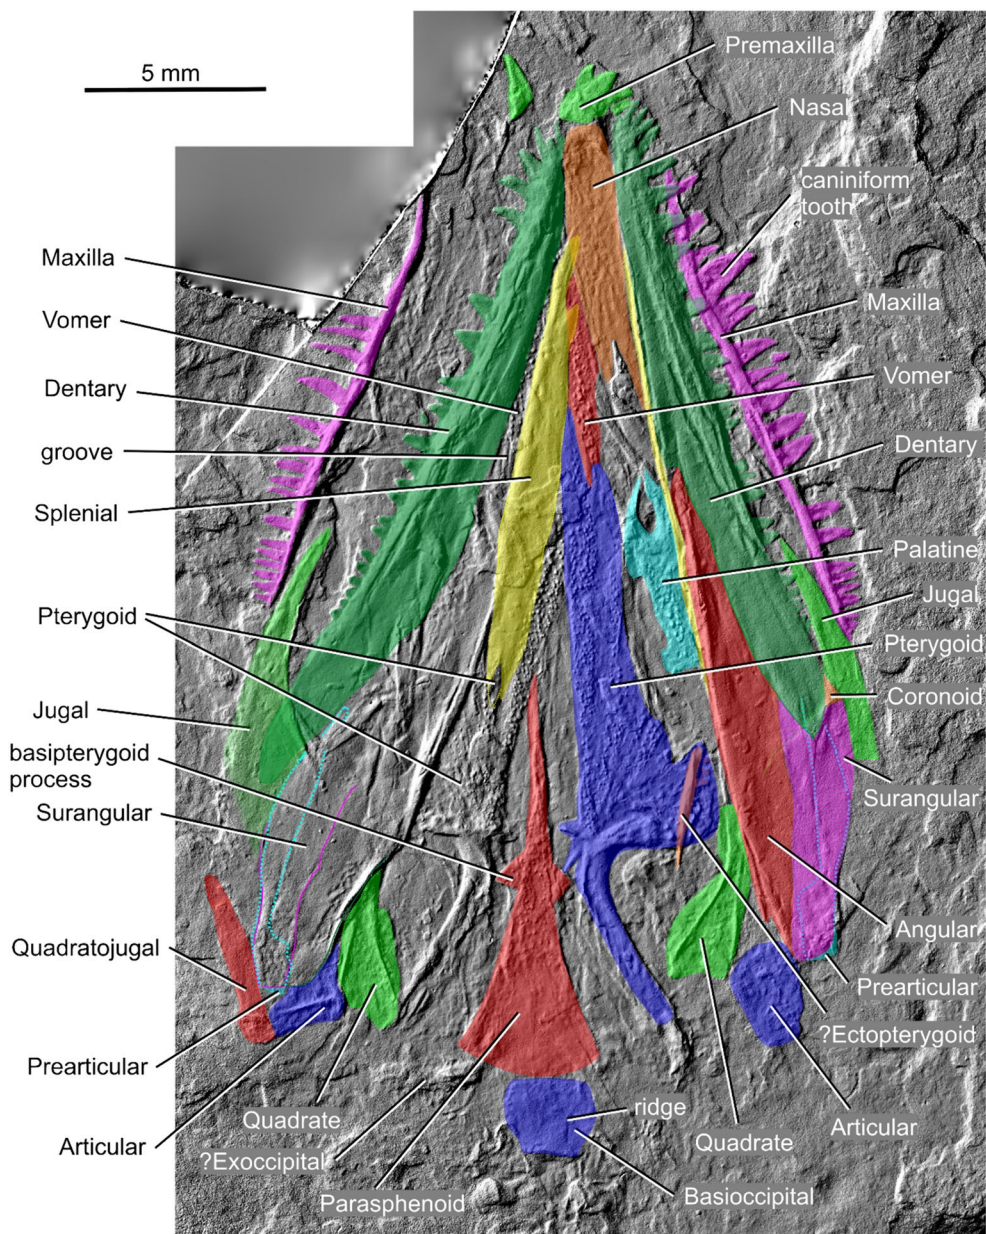 5 mm
Premaxilla
Nasal
caniniform
tooth
Maxilla
Maxilla
Vomer
Vomer
Dentary
Dentary
groove
Splenial
Palatine
Jugal
Pterygoid
Pterygoid
Coronoid
Jugal
basipterygoid
process
Surangular
Surangular
Quadratojugal
Angular
Prearticular
?Ectopterygoid
Prearticular
Quadrate
ridge
Articular
Articular
Quadrate
?Exoccipital
Parasphenoid
Basioccipital